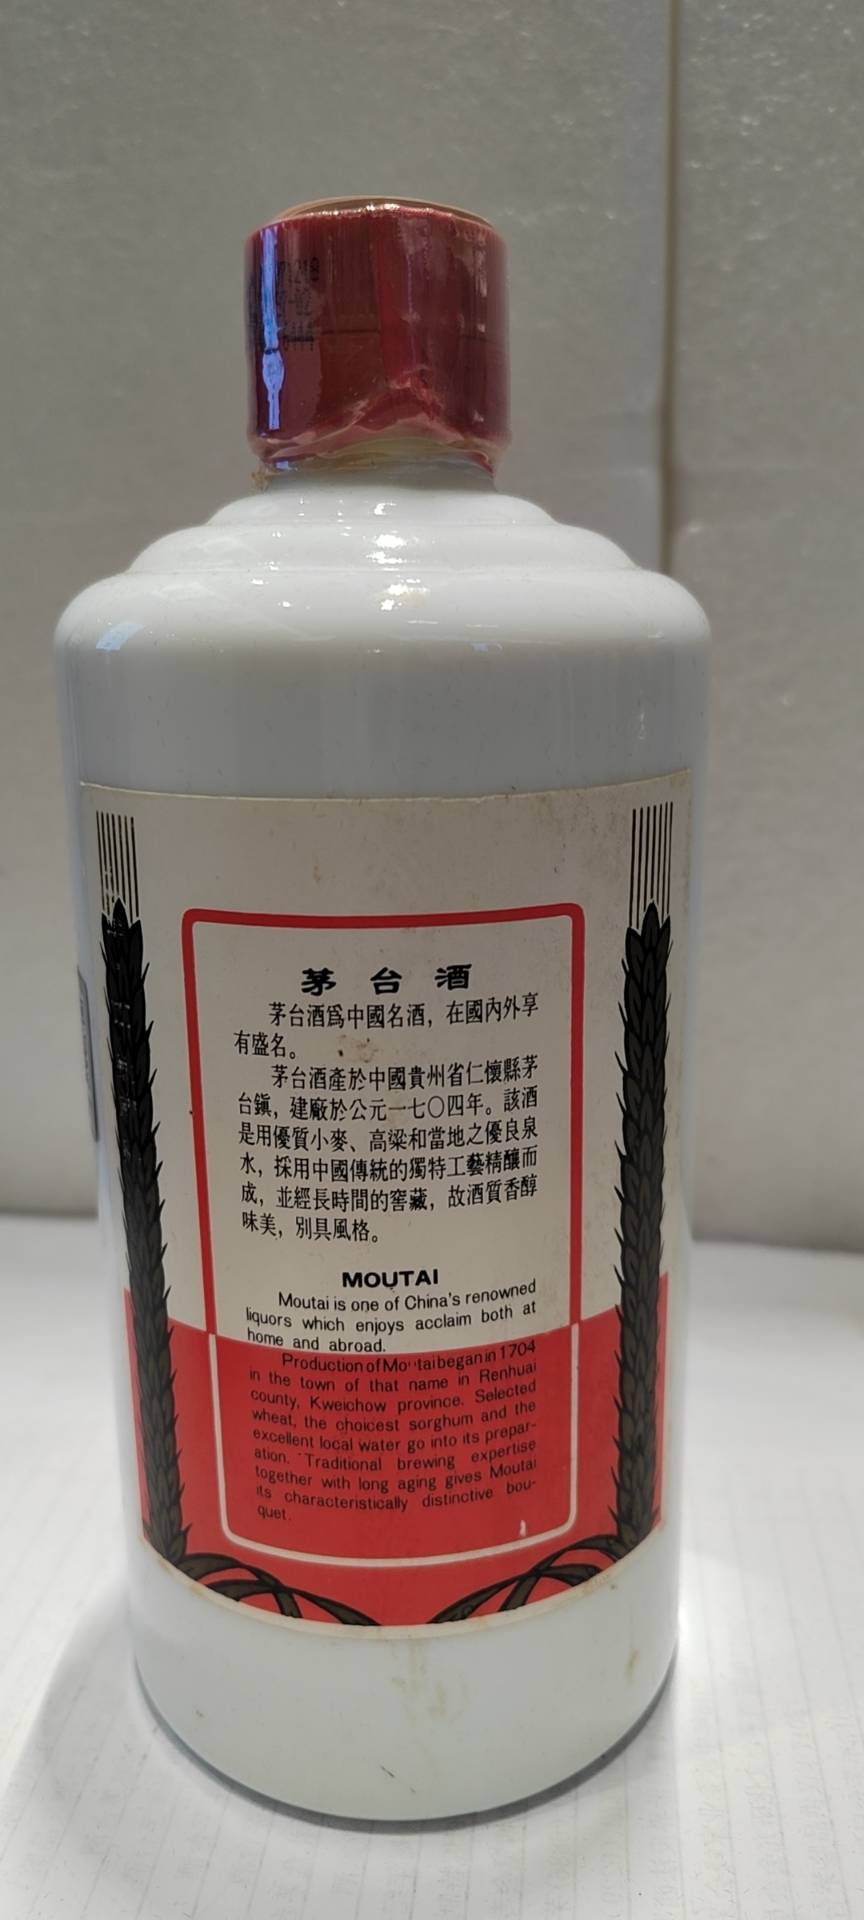 茅台酒
茅台酒爲中國名酒，在國內外享
有盛名。
茅台酒產於中國貴州省仁懷縣茅
台鎭，建廠於公元一七〇四年。該酒
是用優質小麥、高梁和當地之優良泉
水，採用中國傳統的獨特工藝精釀而
成，並經長時間的窖藏，故酒質香醇
味美，別具風格。
MOUTAI
Moutai is one of China's renowned
liquors which enjoys acclaim both at
home and abroad.
Production of Moutai began in 1704
in the town of that name in Renhuai
county, Kweichow province. Selected
wheat, the choicest sorghum and the
excellent local water go into its prepar-
ation. Traditional brewing expertise
together with long aging gives Moutai
its characteristically distinctive bou-
quet.